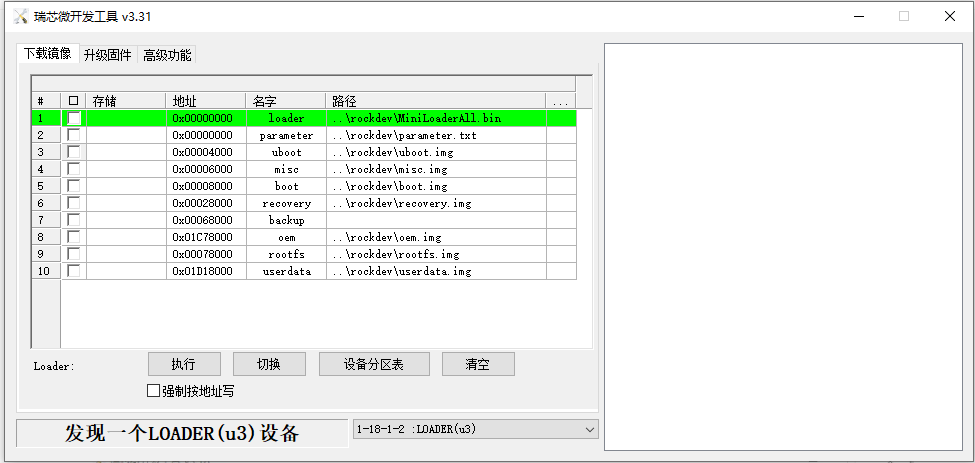 瑞芯微开发工具 v3.31
下载镜像 升级固件 高级功能
# 存储 地址 名字 路径 ...
1 0x00000000 loader ..\rockdev\MiniLoaderAll.bin
2 0x00000000 parameter ..\rockdev\parameter.txt
3 0x00004000 uboot ..\rockdev\uboot.img
4 0x00006000 misc ..\rockdev\misc.img
5 0x00008000 boot ..\rockdev\boot.img
6 0x00028000 recovery ..\rockdev\recovery.img
7 0x00068000 backup
8 0x01C78000 oem ..\rockdev\oem.img
9 0x00078000 rootfs ..\rockdev\rootfs.img
10 0x01D18000 userdata ..\rockdev\userdata.img
Loader: 执行 切换 设备分区表 清空
强制按地址写
发现一个LOADER(u3)设备 1-18-1-2 :LOADER(u3)